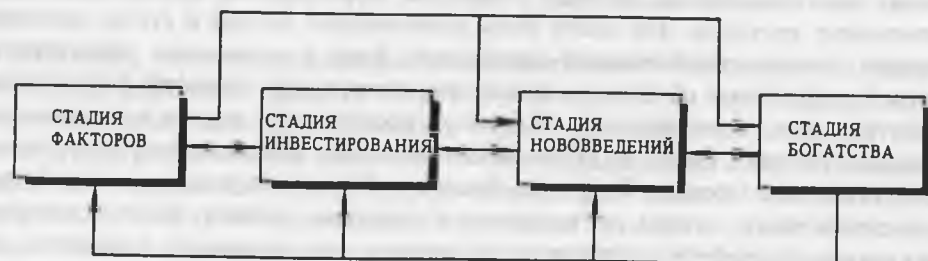 СТАДИЯ
ФАКТОРОВ
СТАДИЯ
ИНВЕСТИРОВАНИЯ
СТАДИЯ
НОВОВВЕДЕНИЙ
СТАДИЯ
БОГАТСТВА